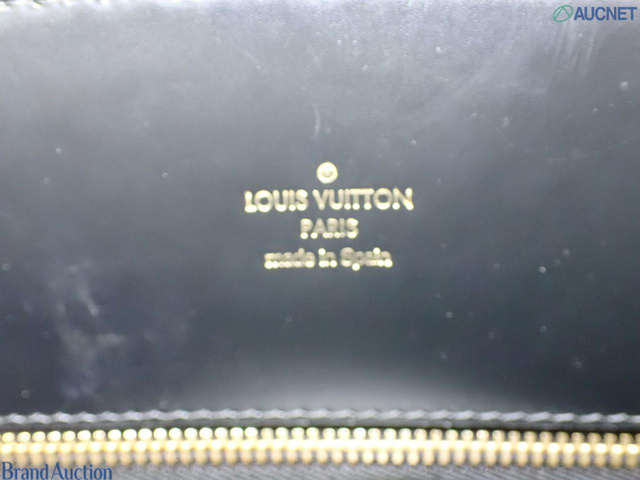 AUCNET
LOUIS VUITTON
PARIS
made in Spain
Brand Auction